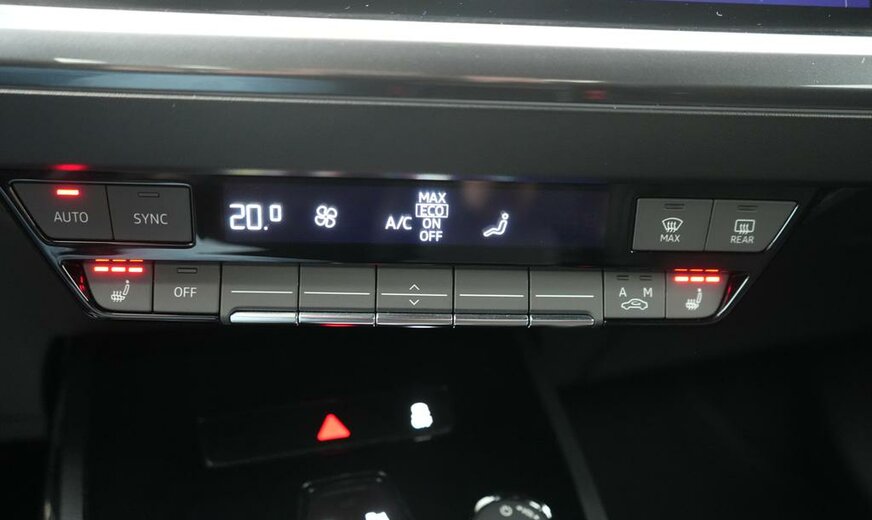 AUTO
SYNC
20.0
A/C
MAX
ECO
ON
OFF
MAX
REAR
OFF
A M